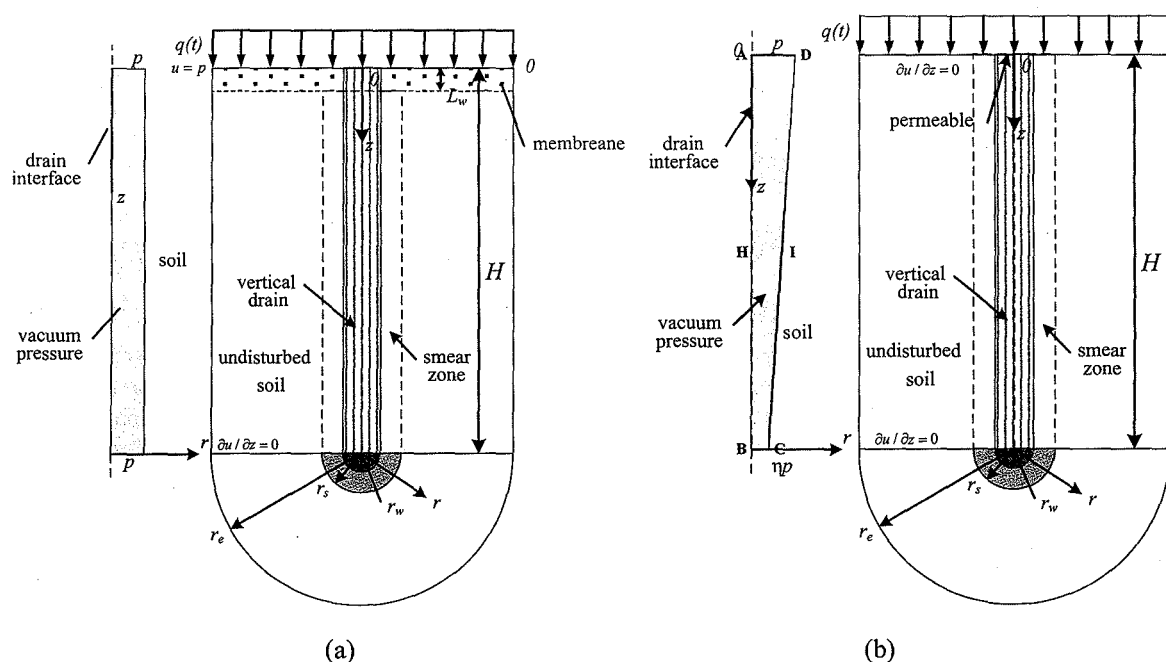 p
q(t)
u = p
0
0
L_w
membreane
drain
interface
z
z
soil
H
vertical
drain
vacuum
pressure
undisturbed
soil
smear
zone
r
∂u / ∂z = 0
p
r_s
r_w
r
r_e
(a)
q(t)
0
p
A
D
∂u / ∂z = 0
0
permeable
drain
interface
z
z
H
I
H
vertical
drain
vacuum
pressure
soil
undisturbed
soil
smear
zone
B
C
r
∂u / ∂z = 0
ηp
r_s
r_w
r
r_e
(b)